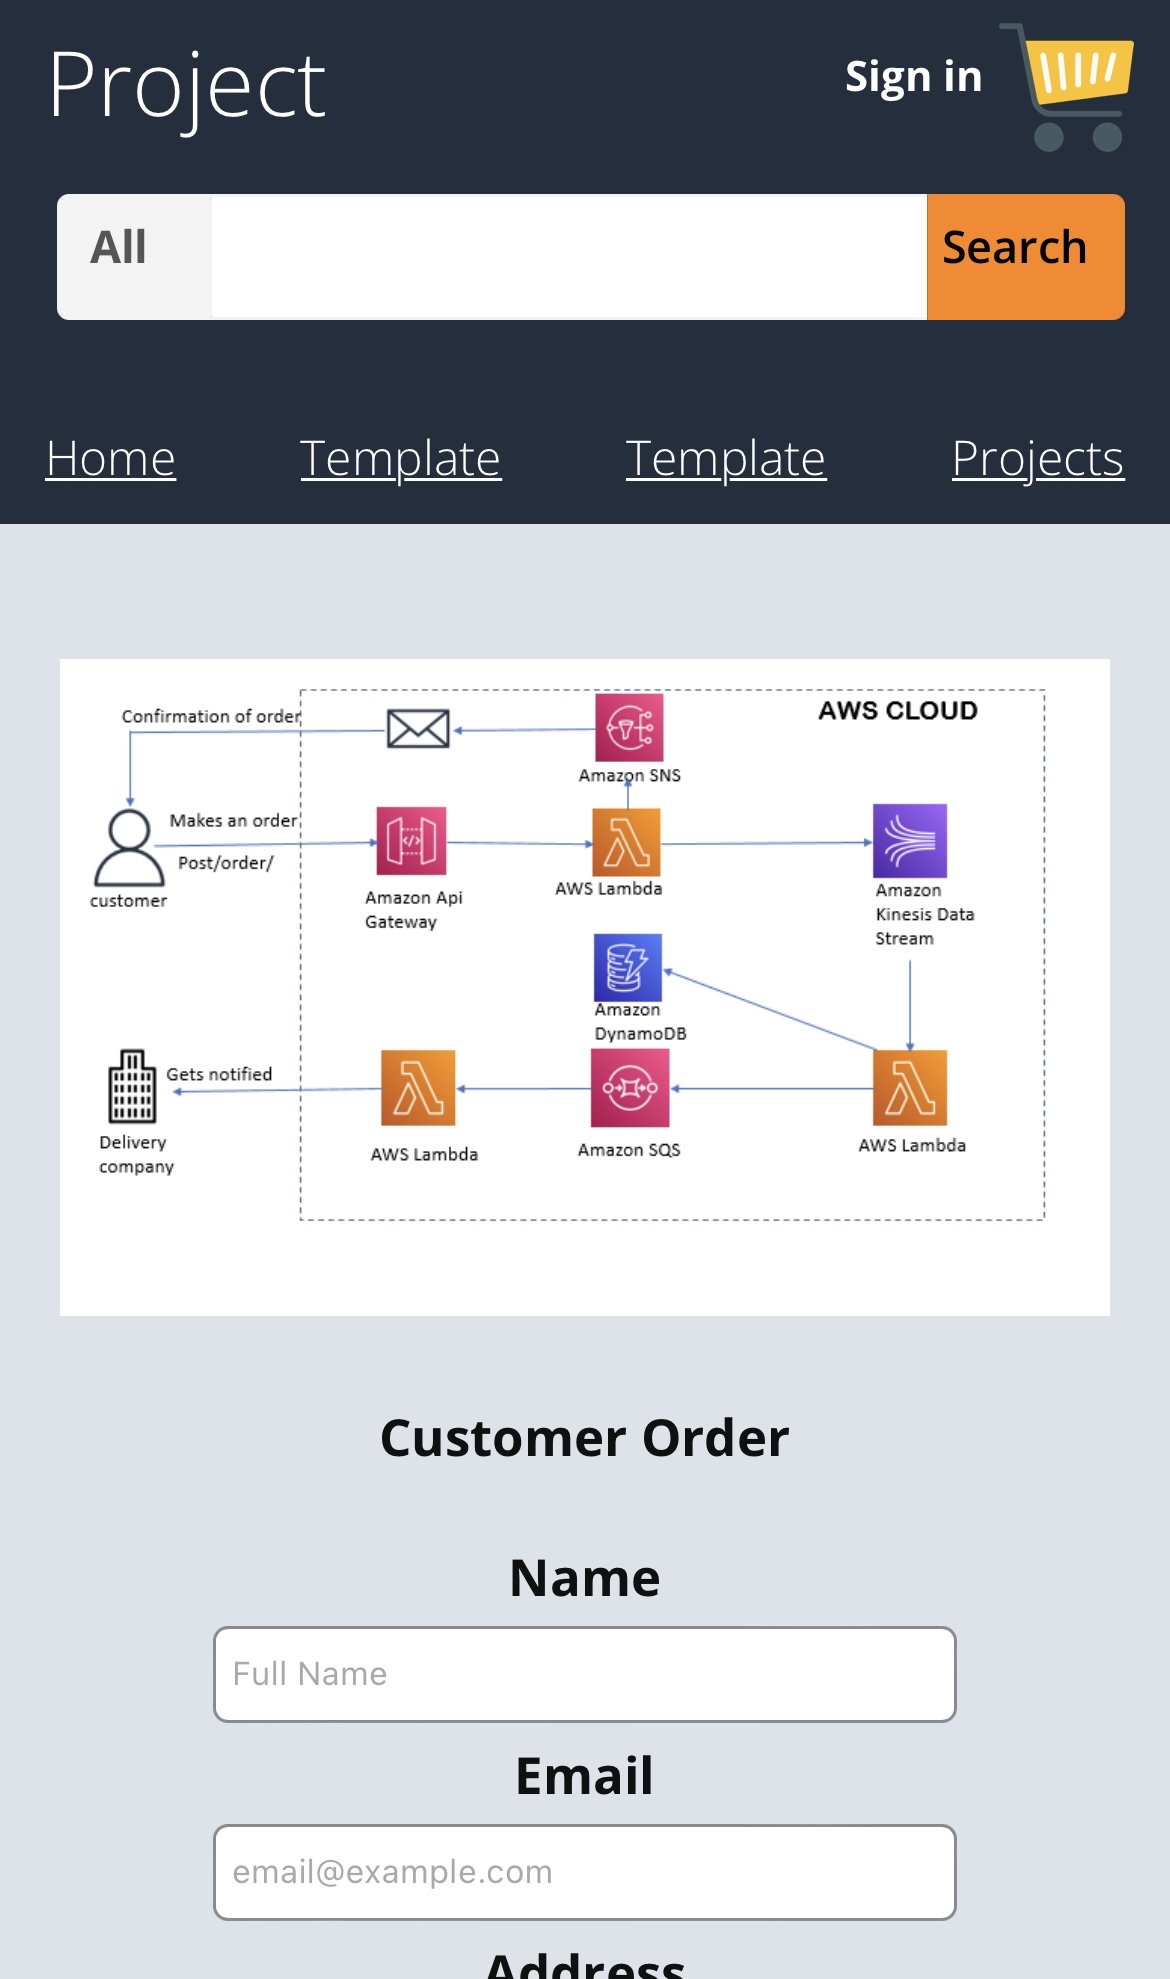 Project
Sign in
All
Search
Home
Template
Template
Projects
AWS CLOUD
Confirmation of order
Amazon SNS
Makes an order
Post/order/
customer
Amazon Api
Gateway
AWS Lambda
Amazon
Kinesis Data
Stream
Amazon
DynamoDB
Gets notified
Delivery
company
AWS Lambda
Amazon SQS
AWS Lambda
Customer Order
Name
Full Name
Email
email@example.com
Address